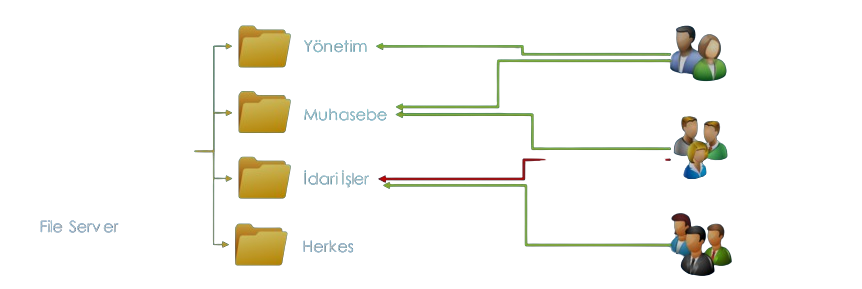 Yönetim
Muhasebe
İdari İşler
File Server
Herkes